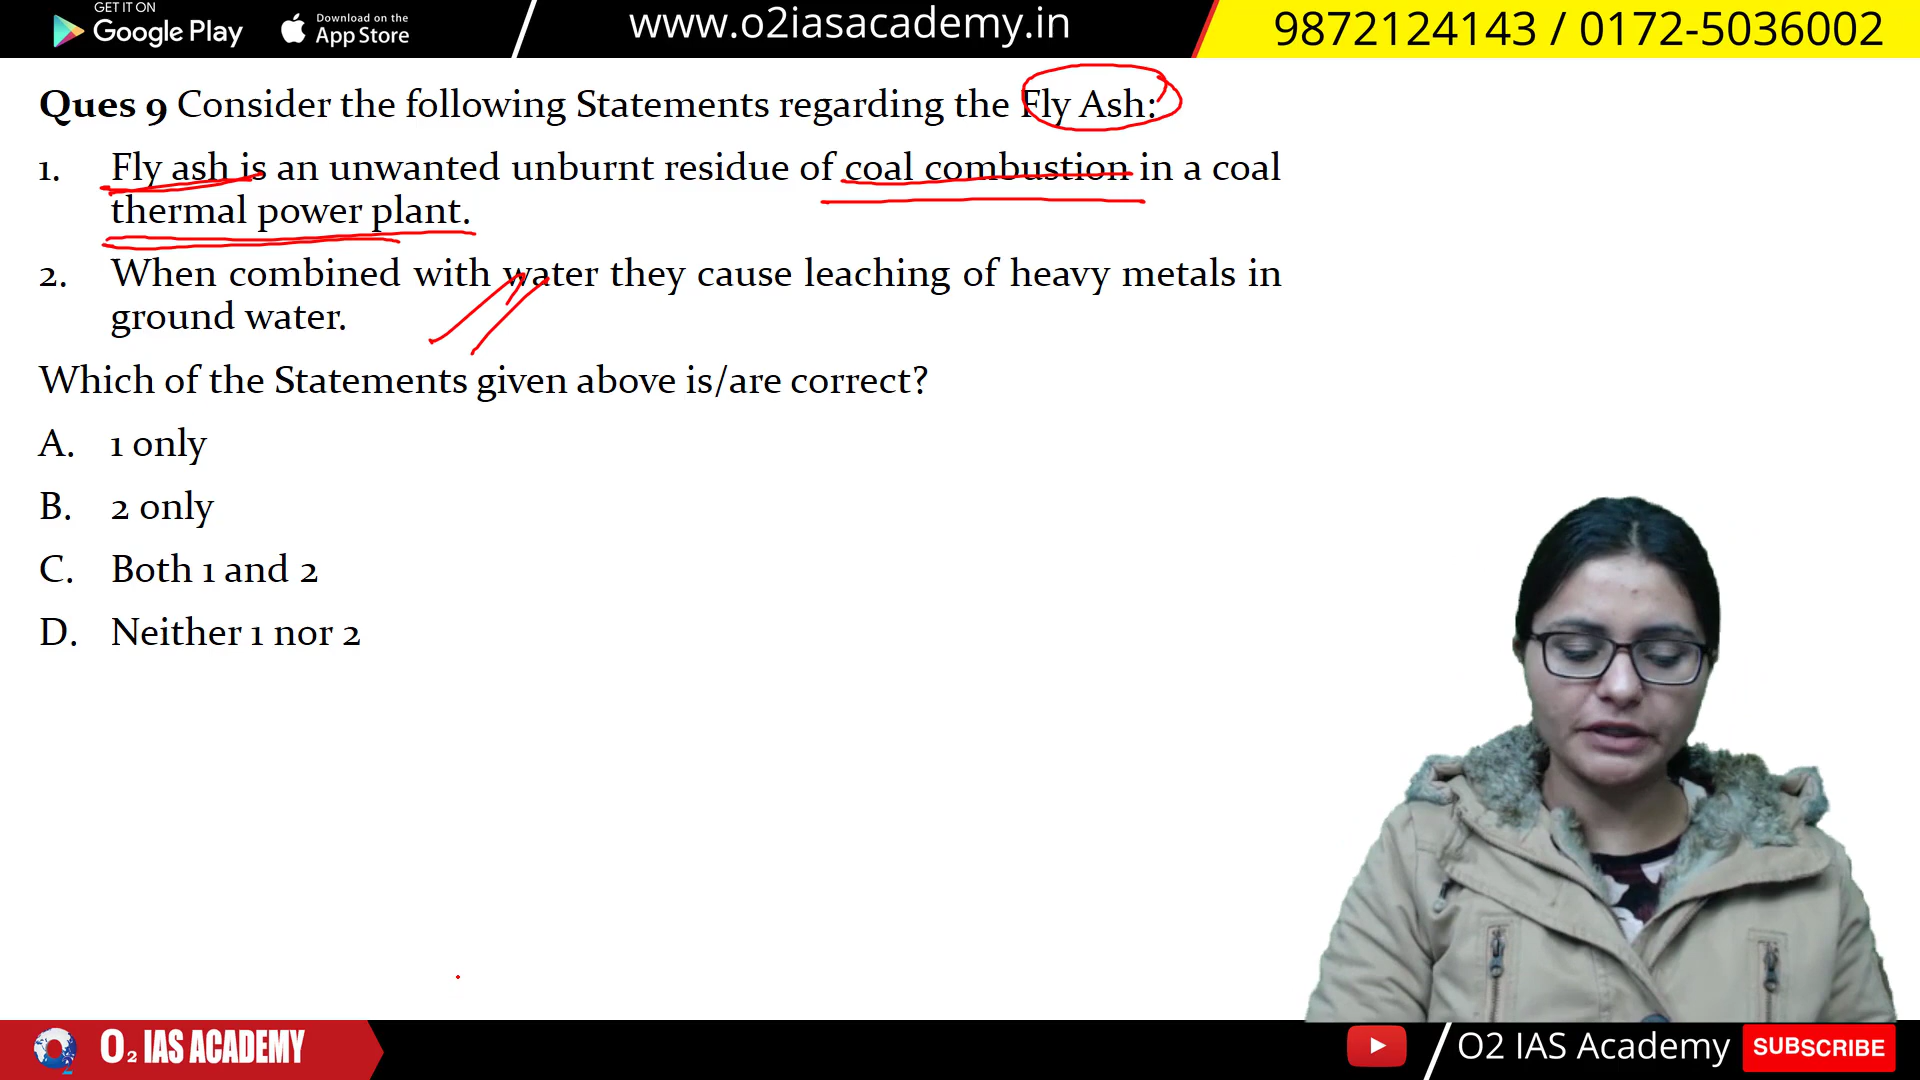 GET IT ON
Google Play
Download on the
App Store
www.o2iasacademy.in
9872124143 / 0172-5036002
Ques 9 Consider the following Statements regarding the Fly Ash:
1. Fly ash is an unwanted unburnt residue of coal combustion in a coal
thermal power plant.
2. When combined with water they cause leaching of heavy metals in
ground water.
Which of the Statements given above is/are correct?
A. 1 only
B. 2 only
C. Both 1 and 2
D. Neither 1 nor 2
O2 IAS ACADEMY
O2 IAS Academy
SUBSCRIBE